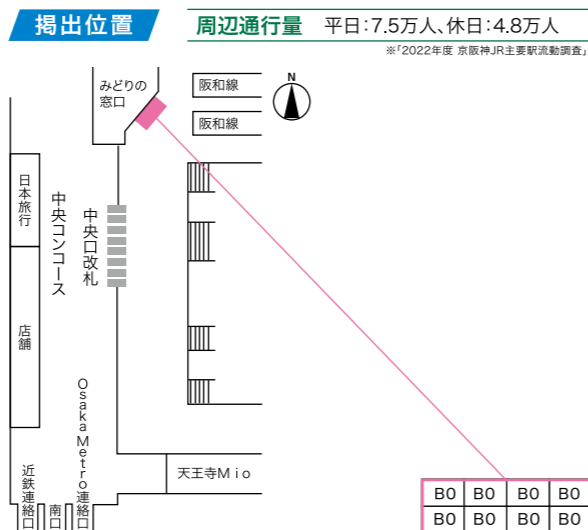 掲出位置
周辺通行量 平日：7.5万人、休日：4.8万人
※「2022年度 京阪神JR主要駅流動調査」
みどりの
窓口
阪和線
阪和線
N
日本旅行
中央コンコース
中央口改札
店舗
Osaka Metro連絡口
近鉄連絡口
南口
天王寺Mio
B0 B0 B0 B0
B0 B0 B0 B0